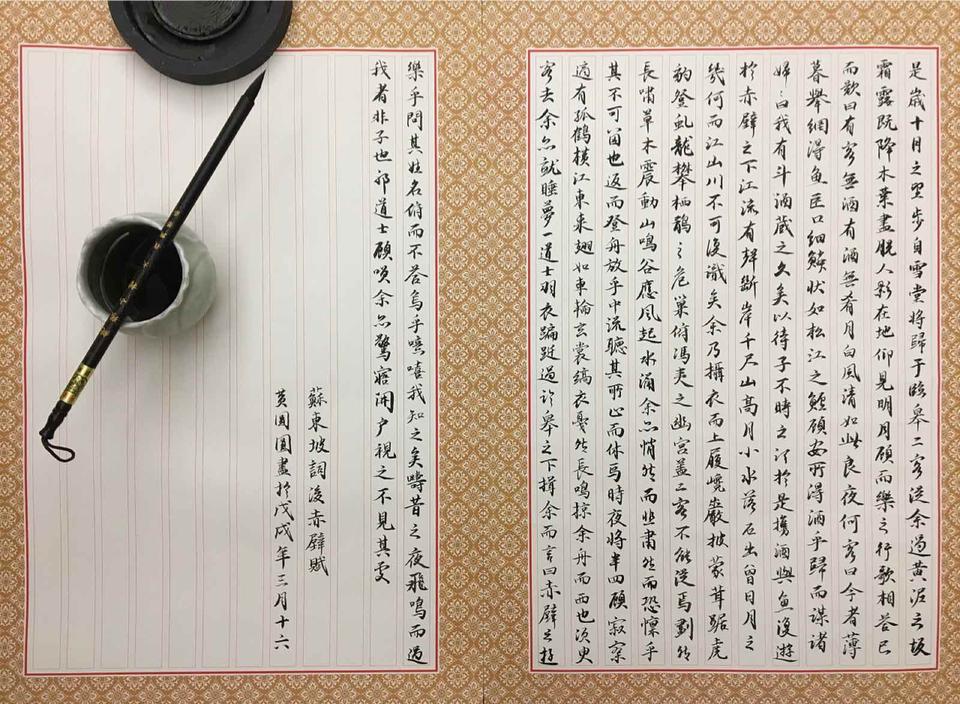 是歲十月之望步自雪堂將歸于臨皋二客從余過黃泥之坂
霜露既降木葉盡脫人影在地仰見明月顧而樂之行歌相答已
而歎曰有客無酒有酒無肴月白風清如此良夜何客曰今者薄
暮舉網得魚巨口細鱗狀如松江之鱸顧安所得酒乎歸而謀諸
婦婦曰我有斗酒藏之久矣以待子不時之須於是攜酒與魚復遊
於赤壁之下江流有聲斷岸千尺山高月小水落石出曾日月之
幾何而江山川不可復識矣余乃攝衣而上履巉巖披蒙茸踞虎
豹登虬龍攀栖鶻之危巢俯馮夷之幽宮蓋二客不能從焉劃然
長嘯草木震動山鳴谷應風起水涌余亦悄然而悲肅然而恐懍乎
其不可留也返而登舟放乎中流聽其所止而休焉時夜將半四顧寂寥
適有孤鶴橫江東來翅如車輪玄裳縞衣戛然長鳴掠余舟而西也須臾
客去余亦就睡夢一道士羽衣蹁躚過臨皋之下揖余而言曰赤壁之遊
樂乎問其姓名俯而不答烏乎噫嘻我知之矣疇昔之夜飛鳴而過
我者非子也邪道士顧笑余亦驚寤開戶視之不見其處
蘇東坡詞後赤壁賦
黃圓圓書於戊戌年三月十六